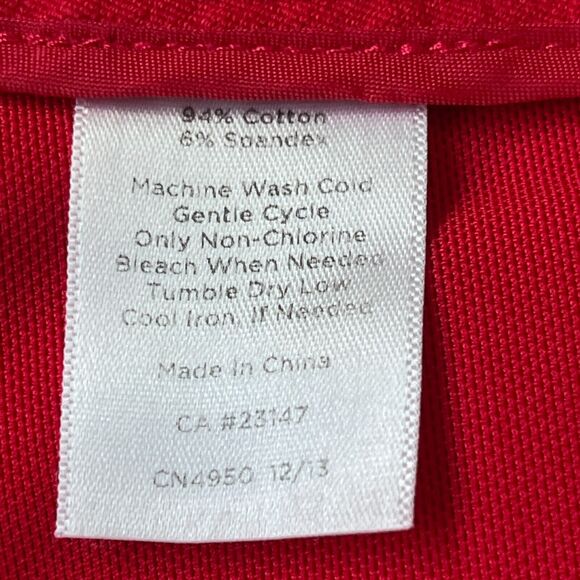 94% Cotton
6% Spandex
Machine Wash Cold
Gentle Cycle
Only Non-Chlorine
Bleach When Needed
Tumble Dry Low
Cool Iron, If Needed
Made In China
CA #23147
CN4950 12/13